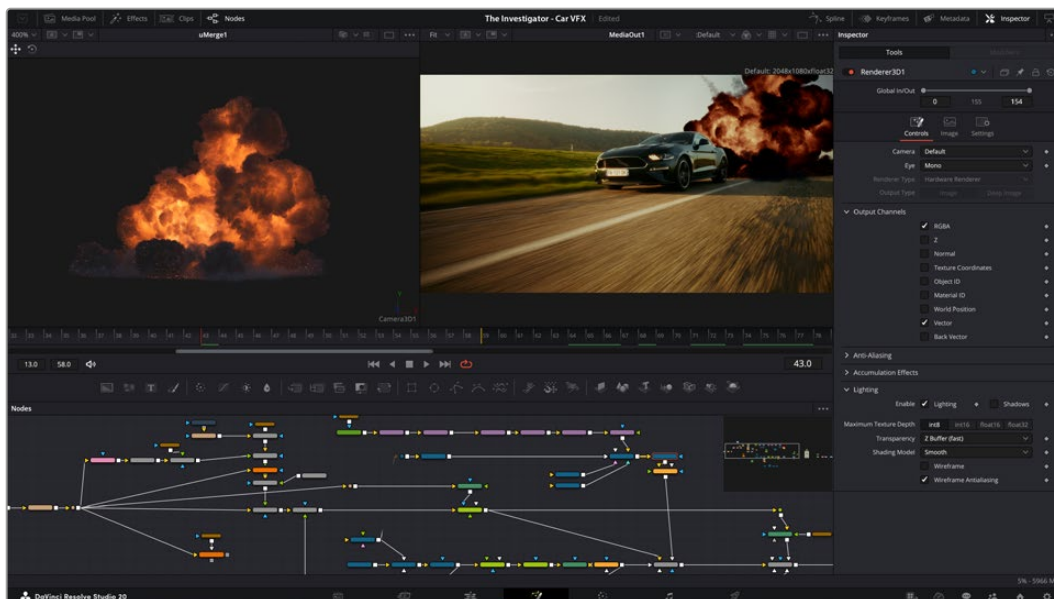 Media Pool Effects Clips Nodes The Investigator - Car VFX Edited Spline Keyframes Metadata Inspector
400% uMerge1 Fit MediaOut1 :Default Inspector
Tools Modifiers
Default: 2048x1080xfloat32
Renderer3D1
Global In/Out
0 155 154
Controls Image Settings
Camera Default
Eye Mono
Renderer Type Hardware Renderer
Output Type Image Deep Image
Output Channels
RGBA
Z
Normal
Texture Coordinates
Object ID
Material ID
World Position
Vector
Back Vector
Camera3D1
13.0 58.0 43.0
Anti-Aliasing
Accumulation Effects
Lighting
Enable Lighting Shadows
Nodes
Maximum Texture Depth int8 int16 float16 float32
Transparency Z Buffer (fast)
Shading Model Smooth
Wireframe
Wireframe Antialiasing
DaVinci Resolve Studio 20